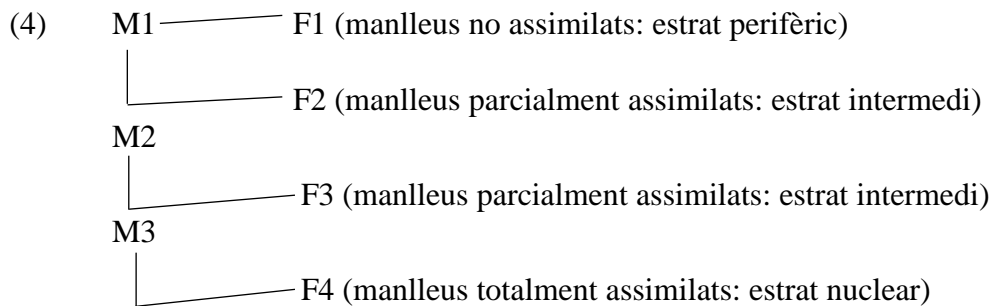 (4) M1 F1 (manlleus no assimilats: estrat perifèric)
F2 (manlleus parcialment assimilats: estrat intermedi)
M2
F3 (manlleus parcialment assimilats: estrat intermedi)
M3
F4 (manlleus totalment assimilats: estrat nuclear)